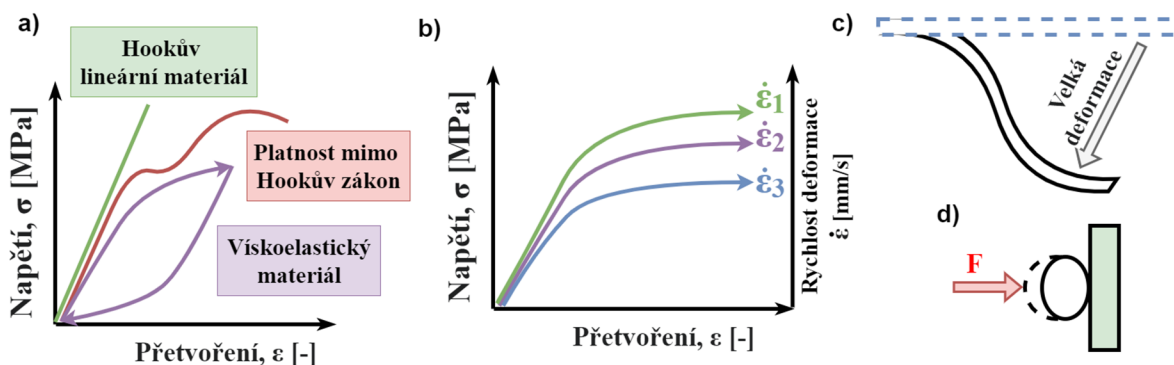 a)
Hookův
lineární materiál
Napětí, σ [MPa]
Platnost mimo
Hookův zákon
Vískoelastický
materiál
Přetvoření, ε [-]
b)
Napětí, σ [MPa]
ε̇1
ε̇2
ε̇3
Rychlost deformace
ε̇ [mm/s]
Přetvoření, ε [-]
c)
Velká
deformace
d)
F